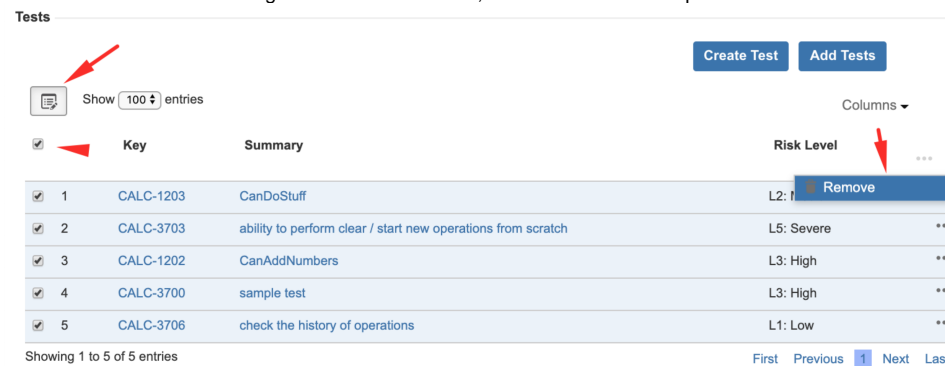 Tests
Create Test Add Tests
Show 100 entries
Columns
Key Summary Risk Level
Remove
1 CALC-1203 CanDoStuff L2:
2 CALC-3703 ability to perform clear / start new operations from scratch L5: Severe
3 CALC-1202 CanAddNumbers L3: High
4 CALC-3700 sample test L3: High
5 CALC-3706 check the history of operations L1: Low
Showing 1 to 5 of 5 entries
First Previous 1 Next Las